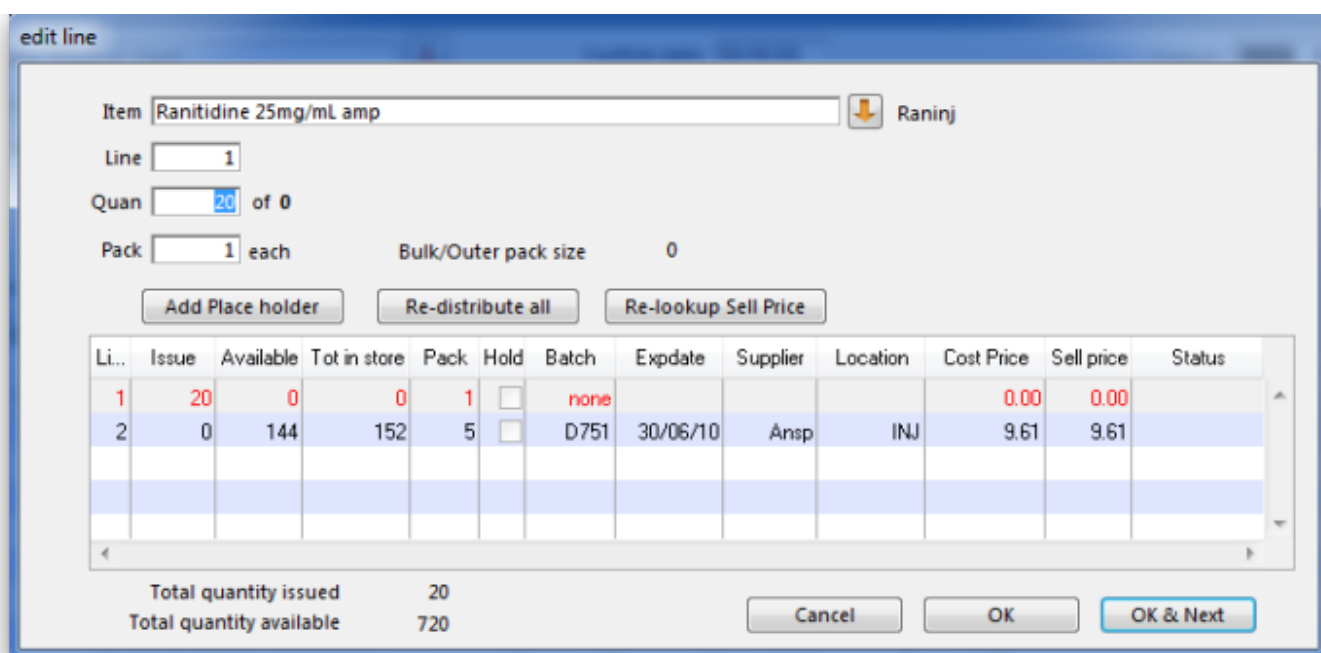 edit line
Item Ranitidine 25mg/mL amp Raninj
Line 1
Quan 20 of 0
Pack 1 each Bulk/Outer pack size 0
Add Place holder Re-distribute all Re-lookup Sell Price
Li... Issue Available Tot in store Pack Hold Batch Expdate Supplier Location Cost Price Sell price Status
1 20 0 0 1 none 0.00 0.00
2 0 144 152 5 D751 30/06/10 Ansp INJ 9.61 9.61
Total quantity issued 20
Total quantity available 720
Cancel OK OK & Next